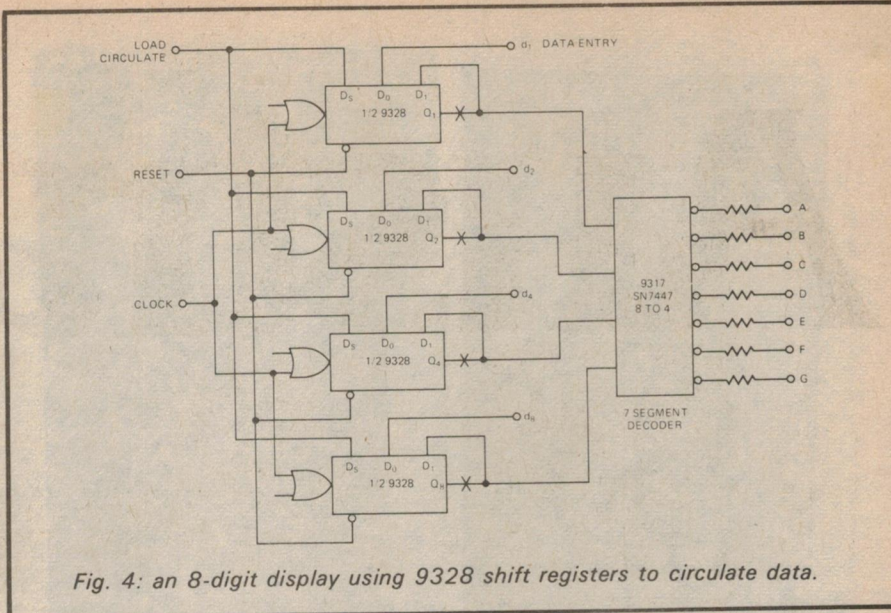 LOAD
CIRCULATE
d₁ DATA ENTRY
Dₛ D₀ D₁
1/2 9328 Q₁
RESET
d₂
Dₛ D₀ D₁
1/2 9328 Q₂
CLOCK
d₄
Dₛ D₀ D₁
1/2 9328 Q₄
d₈
Dₛ D₀ D₁
1/2 9328 Q₈
9317
SN7447
8 TO 4
7 SEGMENT
DECODER
A
B
C
D
E
F
G
Fig. 4: an 8-digit display using 9328 shift registers to circulate data.